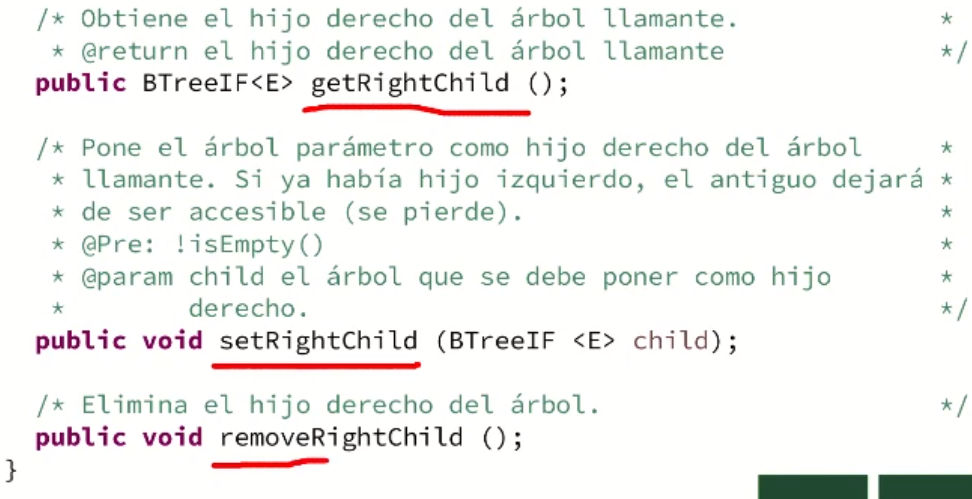 /* Obtiene el hijo derecho del árbol llamante. *
* @return el hijo derecho del árbol llamante */
public BTreeIF<E> getRightChild ();
/* Pone el árbol parámetro como hijo derecho del árbol *
* llamante. Si ya había hijo izquierdo, el antiguo dejará *
* de ser accesible (se pierde). *
* @Pre: !isEmpty() *
* @param child el árbol que se debe poner como hijo *
* derecho. */
public void setRightChild (BTreeIF <E> child);
/* Elimina el hijo derecho del árbol. */
public void removeRightChild ();
}